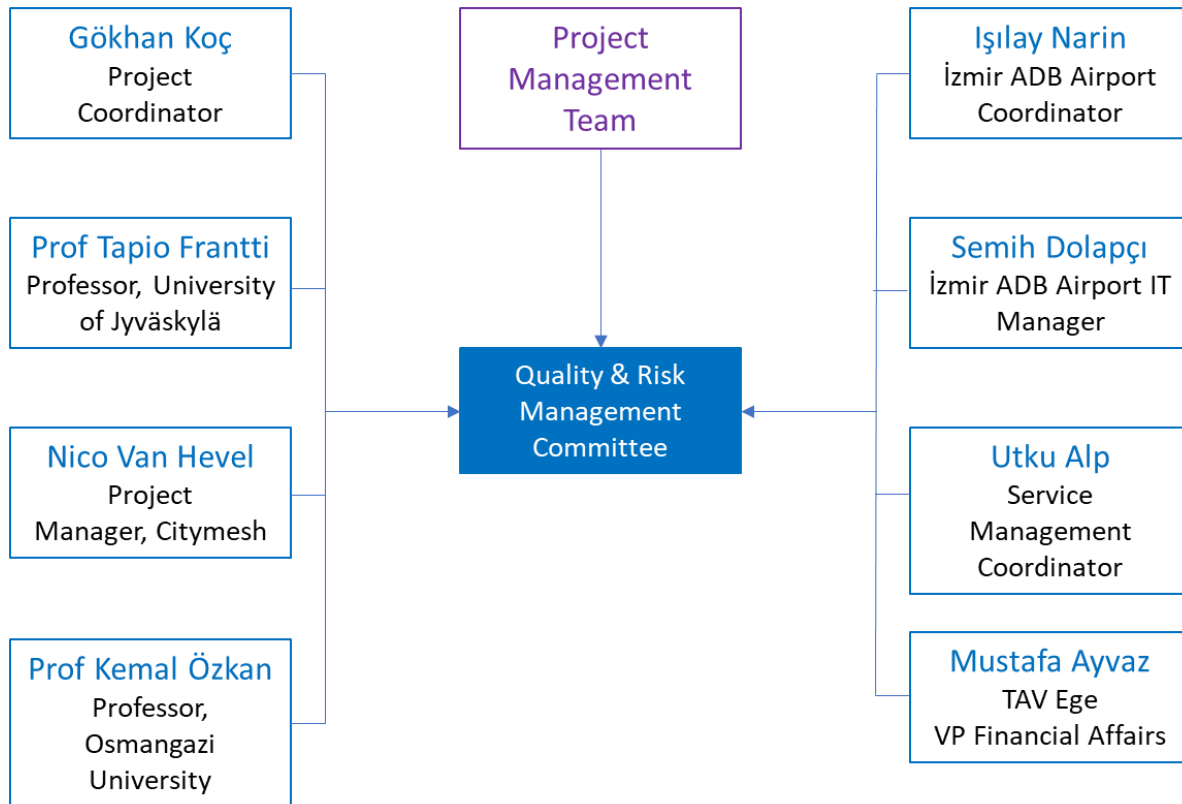 Gökhan Koç
Project
Coordinator
Prof Tapio Frantti
Professor, University
of Jyväskylä
Nico Van Hevel
Project
Manager, Citymesh
Prof Kemal Özkan
Professor,
Osmangazi
University
Project
Management
Team
Quality & Risk
Management
Committee
Işılay Narin
İzmir ADB Airport
Coordinator
Semih Dolapçı
İzmir ADB Airport IT
Manager
Utku Alp
Service
Management
Coordinator
Mustafa Ayvaz
TAV Ege
VP Financial Affairs